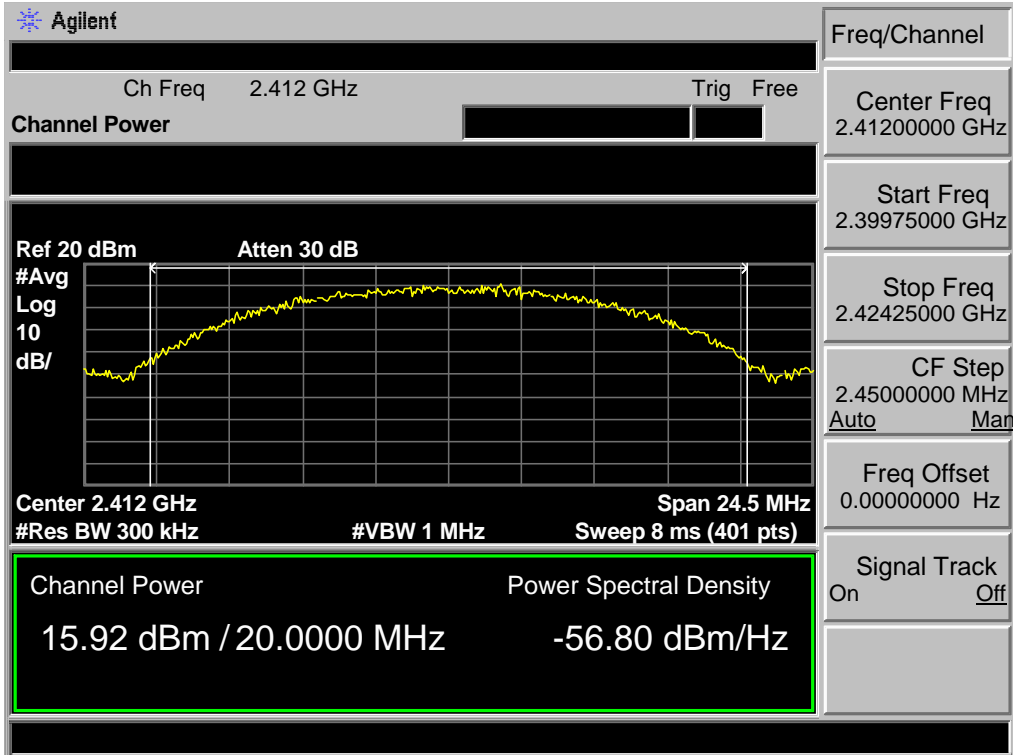 Agilent
Ch Freq 2.412 GHz Trig Free
Channel Power
Ref 20 dBm Atten 30 dB
#Avg
Log
10
dB/
Center 2.412 GHz Span 24.5 MHz
#Res BW 300 kHz #VBW 1 MHz Sweep 8 ms (401 pts)
Channel Power Power Spectral Density
15.92 dBm / 20.0000 MHz -56.80 dBm/Hz
Freq/Channel
Center Freq
2.41200000 GHz
Start Freq
2.39975000 GHz
Stop Freq
2.42425000 GHz
CF Step
2.45000000 MHz
Auto Man
Freq Offset
0.00000000 Hz
Signal Track
On Off